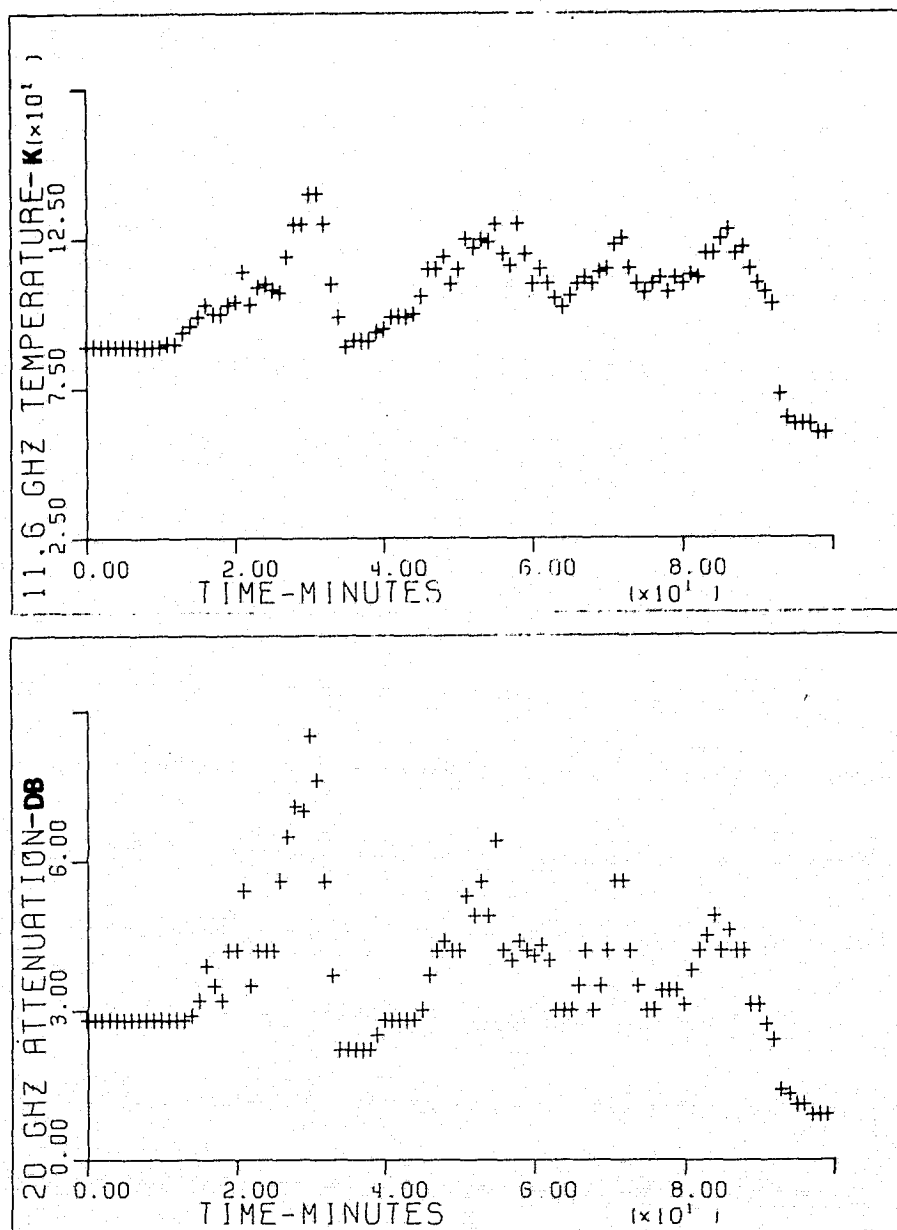 11.6 GHZ TEMPERATURE-K(×10¹ )
12.50
7.50
2.50
0.00 2.00 4.00 6.00 8.00
TIME-MINUTES (×10¹ )
20 GHZ ATTENUATION-DB
6.00
3.00
0.00
0.00 2.00 4.00 6.00 8.00
TIME-MINUTES (×10¹ )